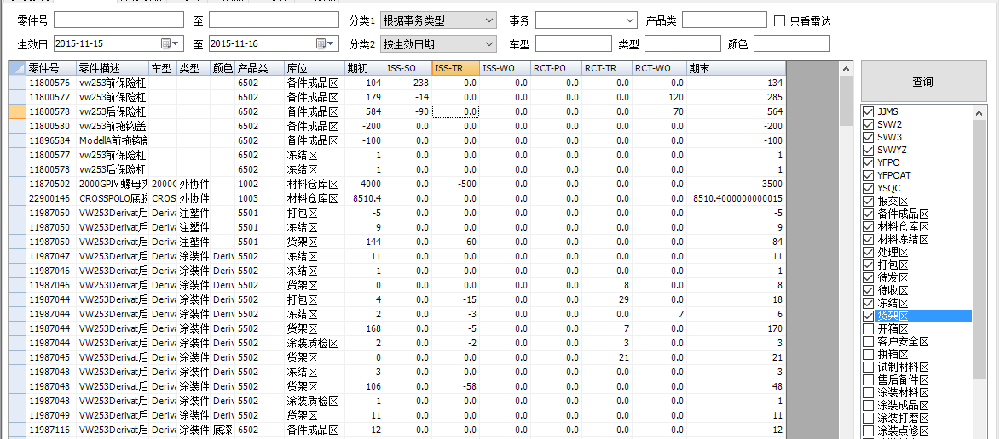 零件号 至 分类1 根据事务类型 事务 产品类 只看雷达
生效日 2015-11-15 至 2015-11-16 分类2 按生效日期 车型 类型 颜色
零件号 零件描述 车型 类型 颜色 产品类 库位 期初 ISS-SO ISS-TR ISS-WO RCT-PO RCT-TR RCT-WO 期末
11800576 vw253前保险杠 6502 备件成品区 104 -238 0.0 0.0 0.0 0.0 0.0 -134
11800577 vw253前保险杠 6502 备件成品区 179 -14 0.0 0.0 0.0 0.0 120 285
11800578 vw253后保险杠 6502 备件成品区 584 -90 0.0 0.0 0.0 0.0 70 564
11800580 vw253前拖钩盖 6502 备件成品区 -200 0.0 0.0 0.0 0.0 0.0 0.0 -200
11896584 ModellA前拖钩盖 6502 备件成品区 -100 0.0 0.0 0.0 0.0 0.0 0.0 -100
11800577 vw253前保险杠 6502 冻结区 1 0.0 0.0 0.0 0.0 0.0 0.0 1
11800578 vw253后保险杠 6502 冻结区 1 0.0 0.0 0.0 0.0 0.0 0.0 1
11870502 2000GPIV螺母夹 2000G 外协件 1002 材料仓库区 4000 0.0 -500 0.0 0.0 0.0 0.0 3500
22900146 CROSSPOLO底胶 CROS 外协件 1003 材料仓库区 8510.4 0.0 0.0 0.0 0.0 0.0 0.0 8510.4000000000015
11987050 VW253Derivat后 Deriva 注塑件 5501 打包区 -5 0.0 0.0 0.0 0.0 0.0 0.0 -5
11987050 VW253Derivat后 Deriva 注塑件 5501 冻结区 9 0.0 0.0 0.0 0.0 0.0 0.0 9
11987050 VW253Derivat后 Deriva 注塑件 5501 货架区 144 0.0 -60 0.0 0.0 0.0 0.0 84
11987047 VW253Derivat后 Deriva 涂装件 Deriv 5502 冻结区 11 0.0 0.0 0.0 0.0 0.0 0.0 11
11987046 VW253Derivat后 Deriva 涂装件 Deriv 5502 冻结区 1 0.0 0.0 0.0 0.0 0.0 0.0 1
11987046 VW253Derivat后 Deriva 涂装件 Deriv 5502 货架区 0 0.0 0.0 0.0 0.0 8 0.0 8
11987044 VW253Derivat后 Deriva 涂装件 Deriv 5502 打包区 4 0.0 -15 0.0 0.0 29 0.0 18
11987044 VW253Derivat后 Deriva 涂装件 Deriv 5502 冻结区 2 0.0 -3 0.0 0.0 0.0 7 6
11987044 VW253Derivat后 Deriva 涂装件 Deriv 5502 货架区 168 0.0 -5 0.0 0.0 7 0.0 170
11987044 VW253Derivat后 Deriva 涂装件 Deriv 5502 涂装质检区 2 0.0 -2 0.0 0.0 3 0.0 3
11987045 VW253Derivat后 Deriva 涂装件 Deriv 5502 货架区 0 0.0 0.0 0.0 0.0 21 0.0 21
11987048 VW253Derivat后 Deriva 涂装件 Deriv 5502 冻结区 3 0.0 0.0 0.0 0.0 0.0 0.0 3
11987048 VW253Derivat后 Deriva 涂装件 Deriv 5502 货架区 106 0.0 -58 0.0 0.0 0.0 0.0 48
11987048 VW253Derivat后 Deriva 涂装件 Deriv 5502 涂装质检区 1 0.0 0.0 0.0 0.0 0.0 0.0 1
11987049 VW253Derivat后 Deriva 涂装件 Deriv 5502 货架区 11 0.0 0.0 0.0 0.0 0.0 0.0 11
11987116 VW253Derivat后 Deriva 涂装件 底漆 5502 备件成品区 12 0.0 0.0 0.0 0.0 0.0 0.0 12
查询
JJMS
SVW2
SVW3
SVWYZ
YFPO
YFPOAT
YSQC
报交区
备件成品区
材料仓库区
材料冻结区
处理区
打包区
待发区
待收区
冻结区
货架区
开箱区
客户安全区
拼箱区
试制材料区
售后备件区
涂装材料区
涂装成品区
涂装打磨区
涂装点修区